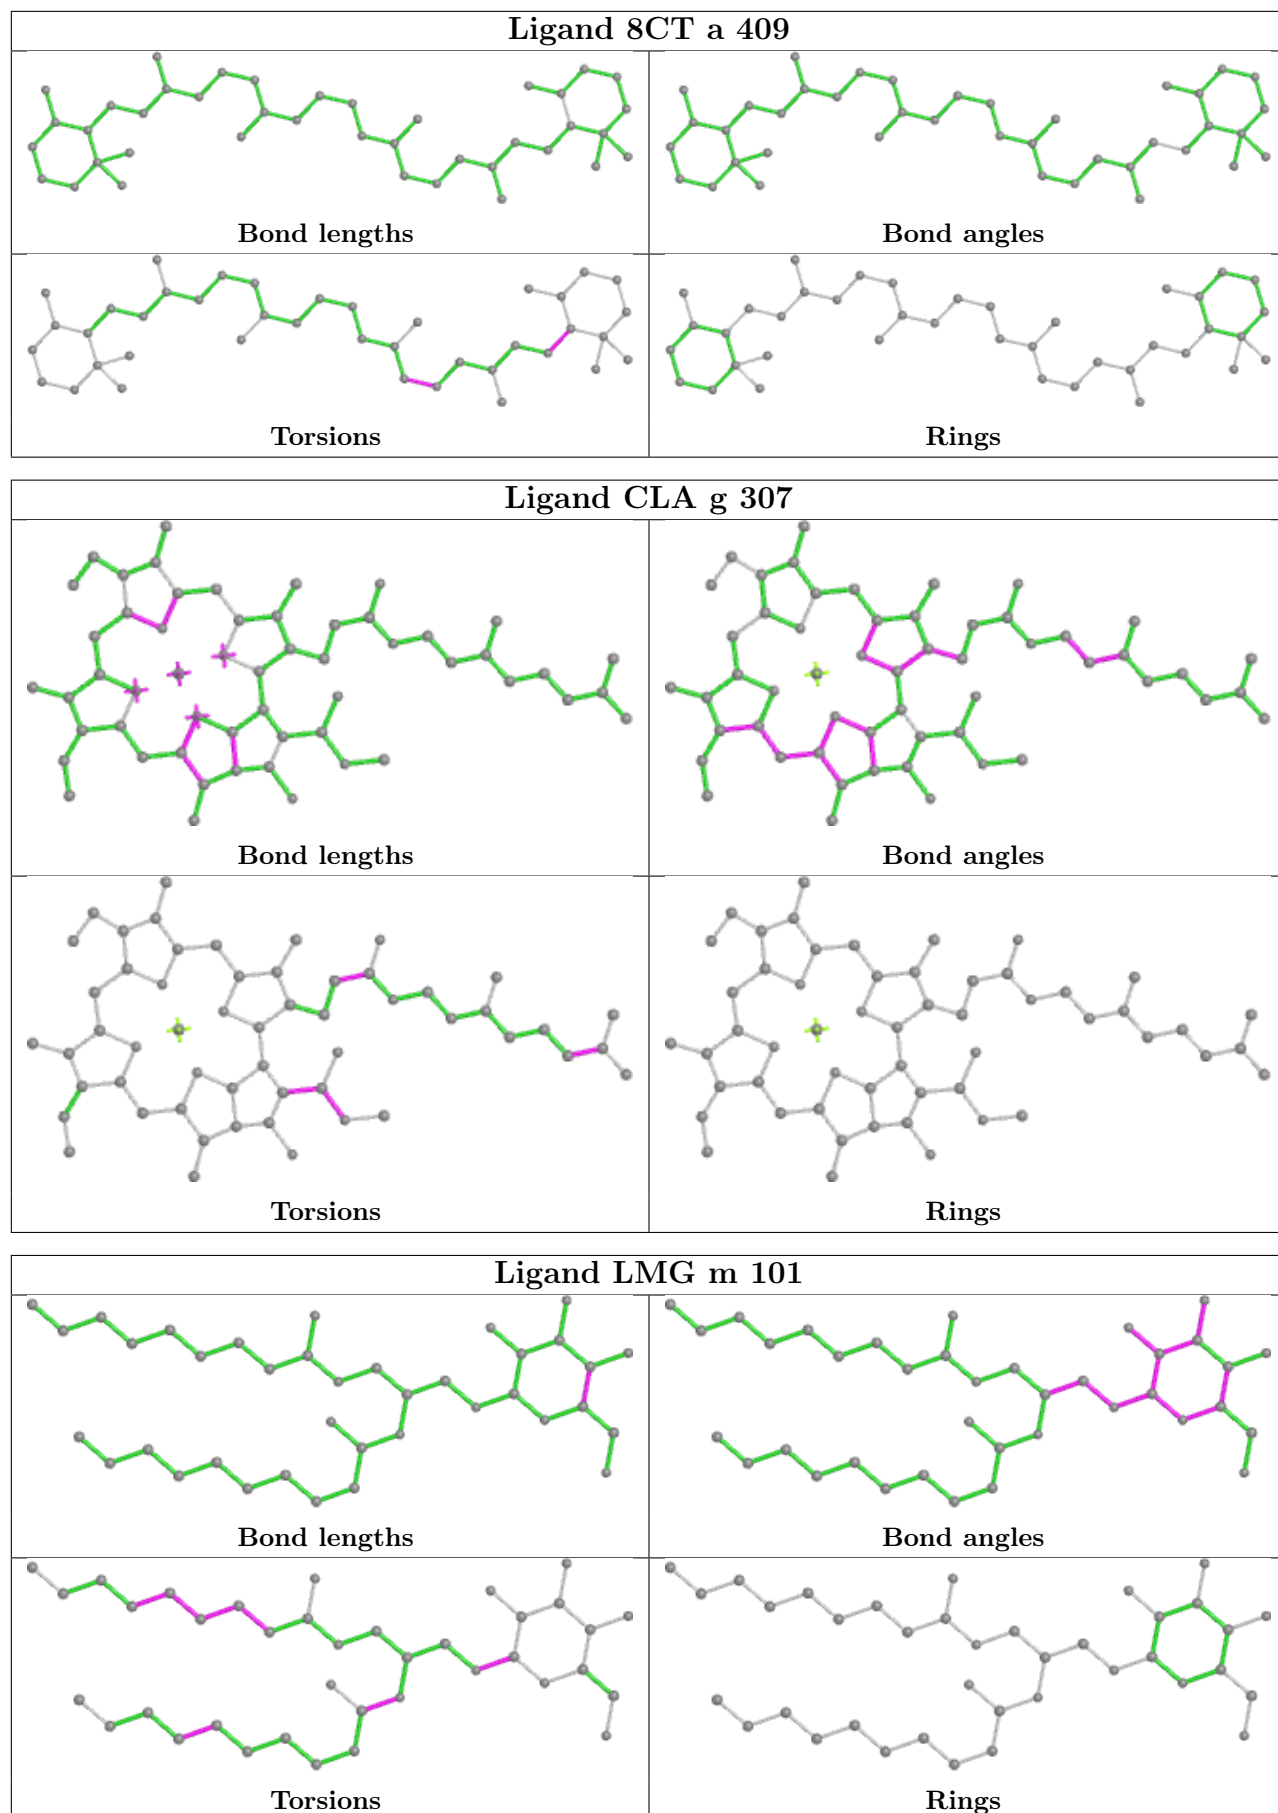 Ligand 8CT a 409
Bond lengths
Bond angles
Torsions
Rings
Ligand CLA g 307
Bond lengths
Bond angles
Torsions
Rings
Ligand LMG m 101
Bond lengths
Bond angles
Torsions
Rings